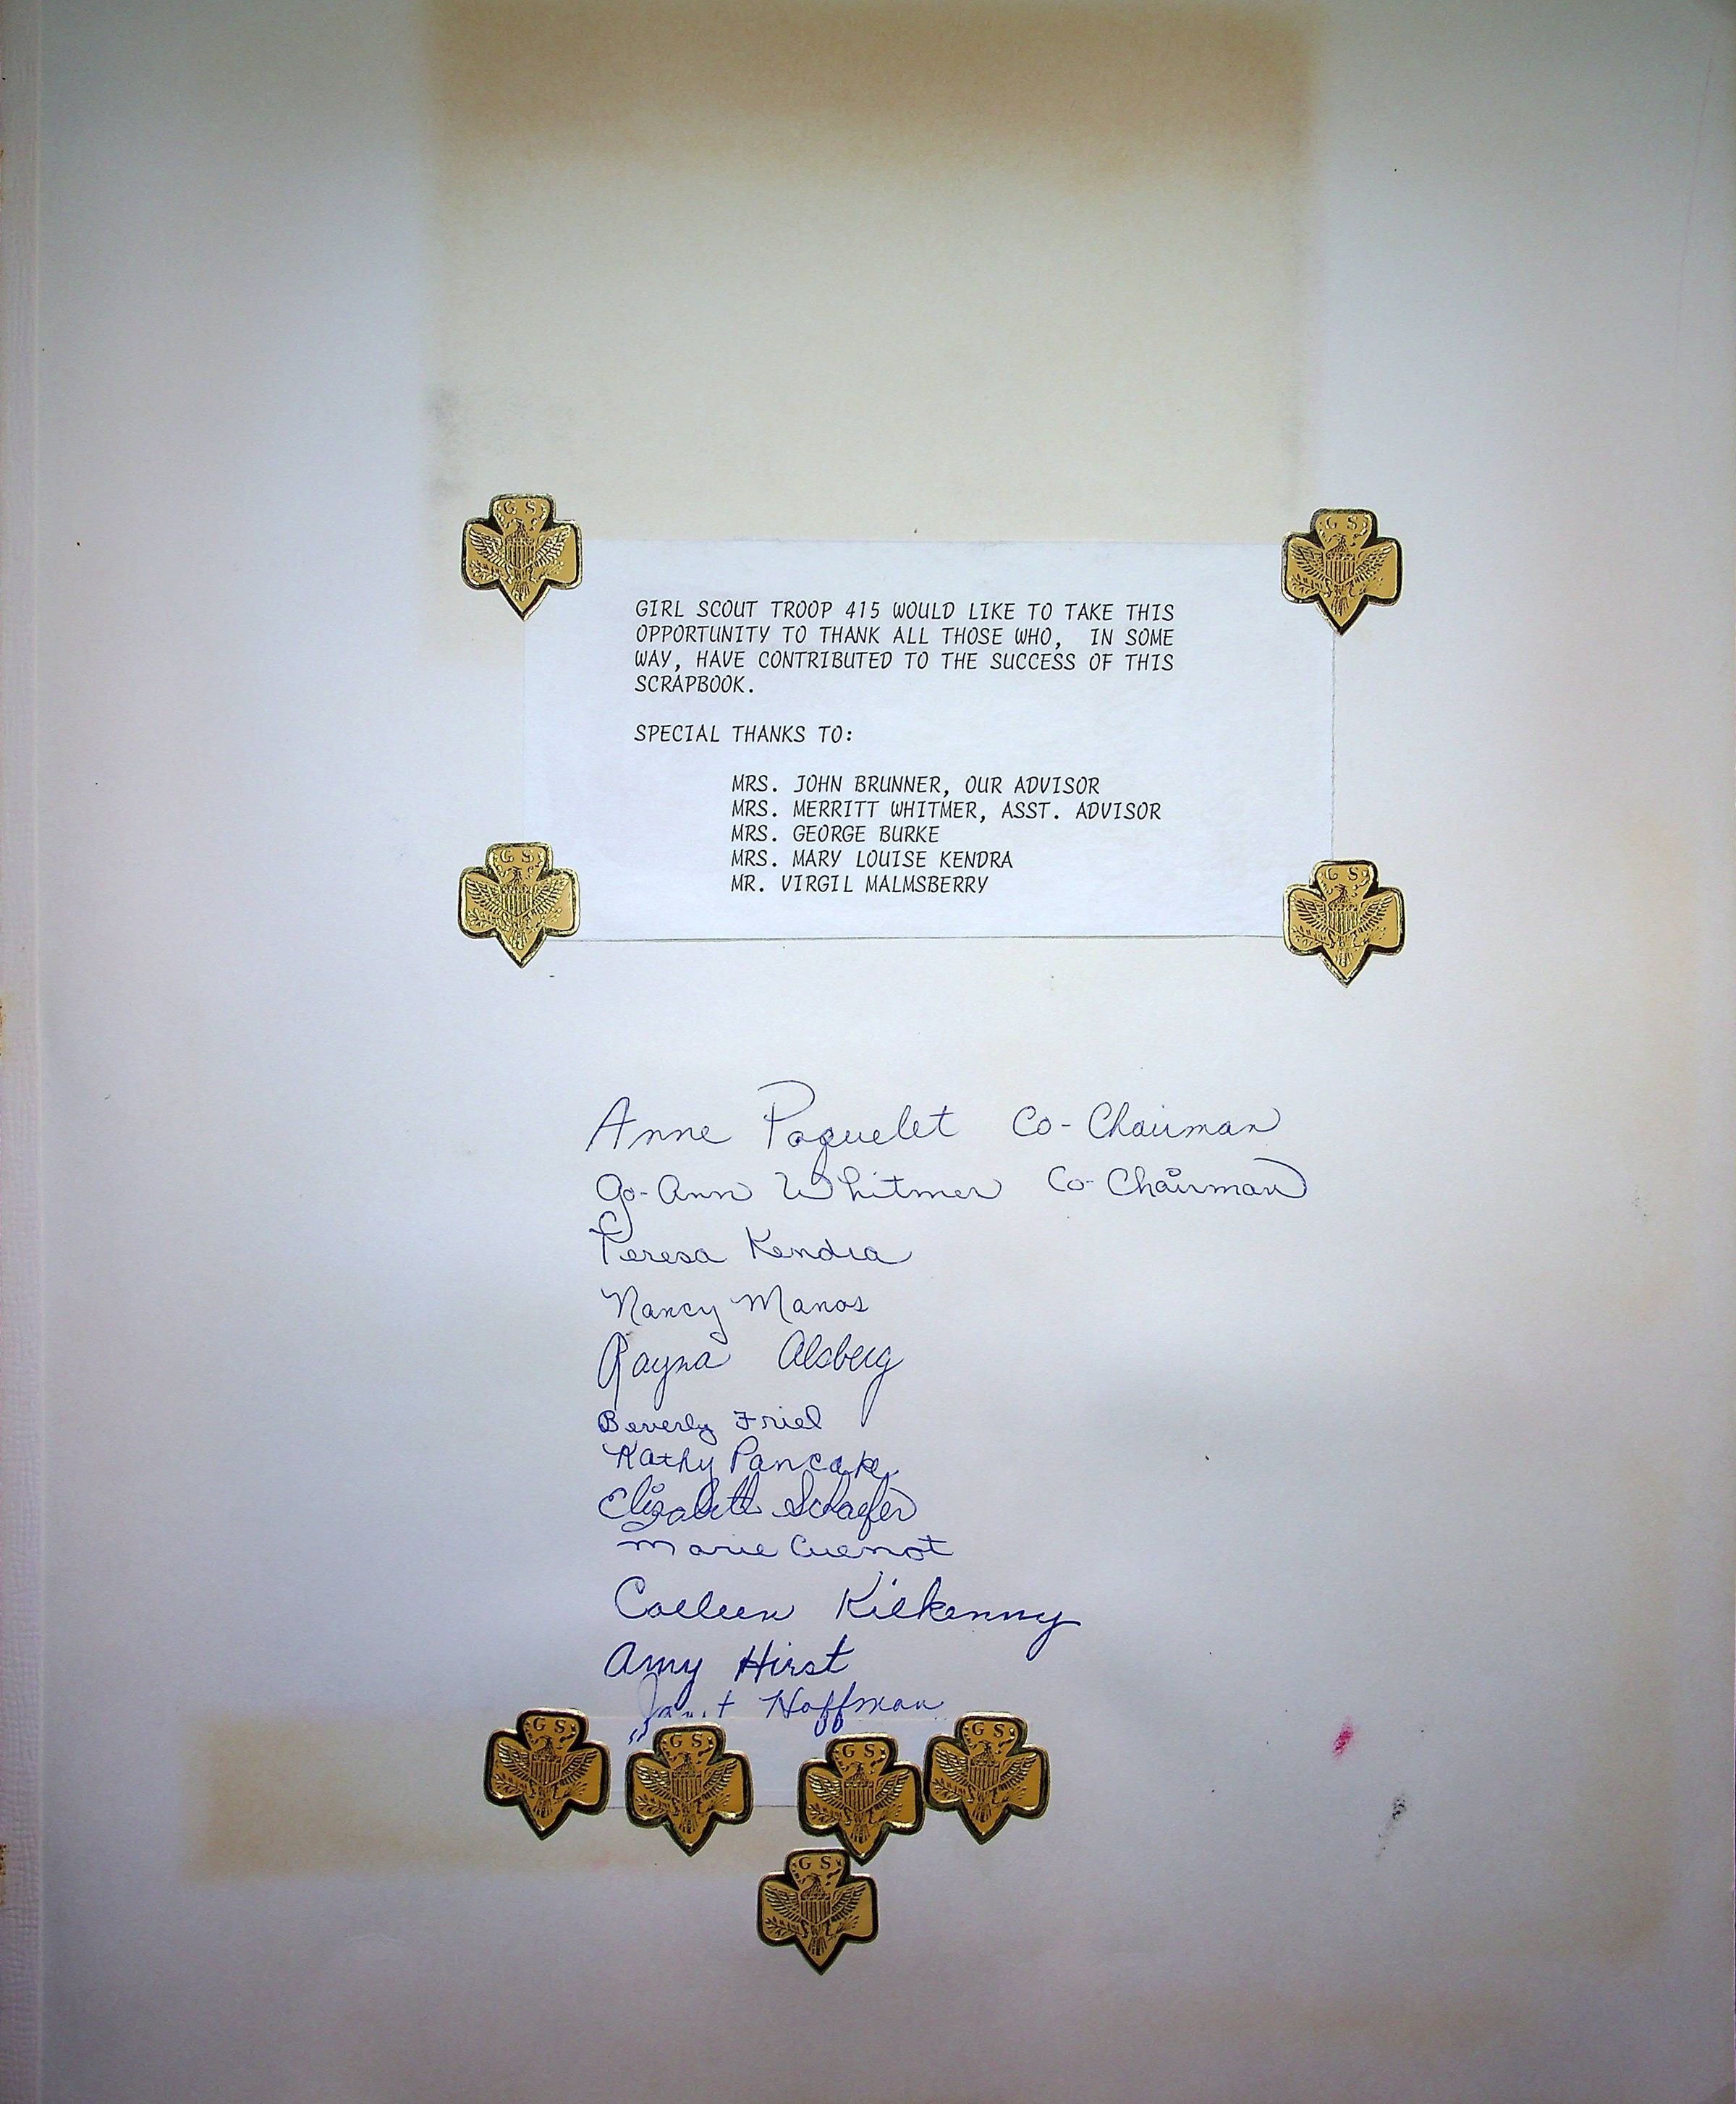 G S
G S
GIRL SCOUT TROOP 415 WOULD LIKE TO TAKE THIS
OPPORTUNITY TO THANK ALL THOSE WHO, IN SOME
WAY, HAVE CONTRIBUTED TO THE SUCCESS OF THIS
SCRAPBOOK.
SPECIAL THANKS TO:
MRS. JOHN BRUNNER, OUR ADVISOR
MRS. MERRITT WHITMER, ASST. ADVISOR
MRS. GEORGE BURKE
MRS. MARY LOUISE KENDRA
MR. VIRGIL MALMSBERRY
G S
G S
Anne Paquelet Co-Chairman
Jo-Ann Whitmer Co-Chairman
Teresa Kendra
Nancy Manos
Rayna Alsberg
Beverly Friel
Kathy Pancake
Elizabeth Schaefer
Marie Cuenot
Colleen Kilkenny
Amy Hirst
Janet Hoffman
G S
G S
G S
G S
G S